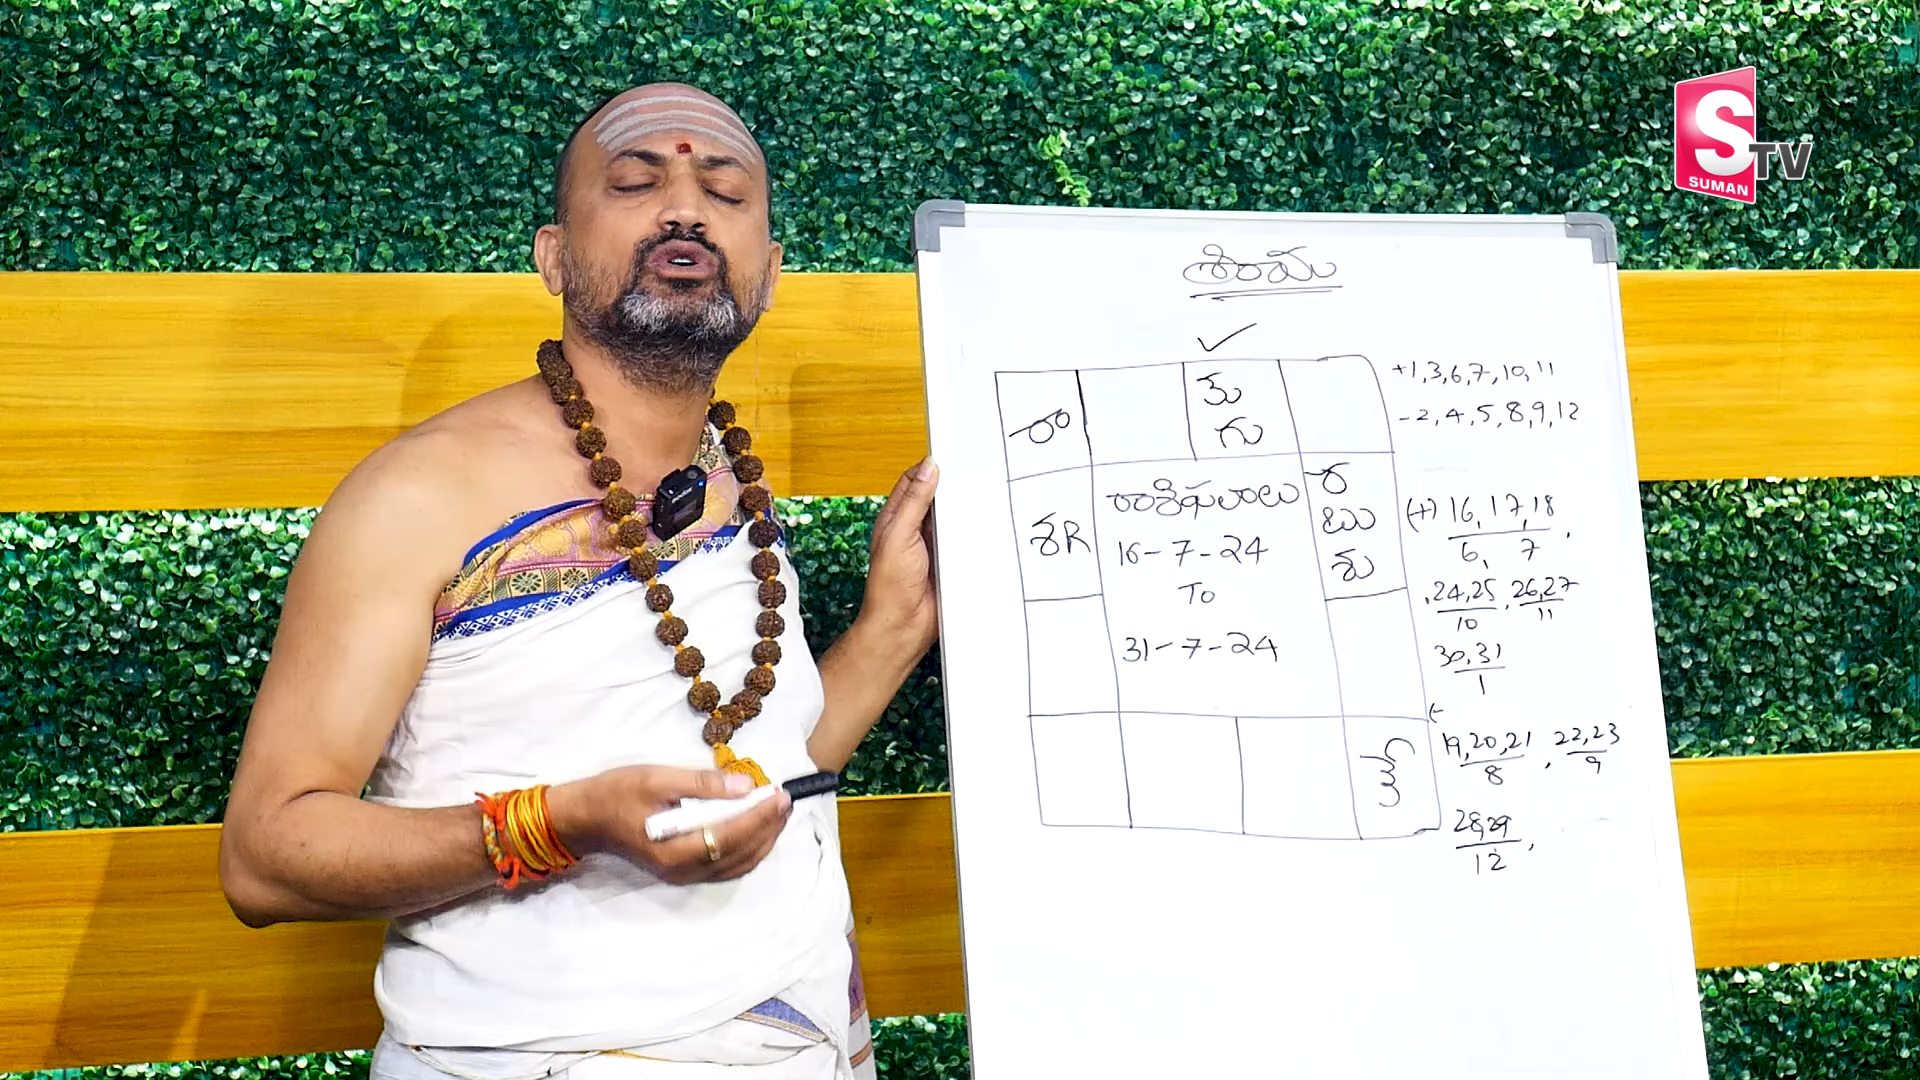 S TV
SUMAN
శ్రీరామ
రా
కు
గు
ర
బు
శు
శR
రాశిఫలాలు
16-7-24
To
31-7-24
కే
+1,3,6,7,10,11
-2,4,5,8,9,12
(+) 16,17,18,
6, 7
,24,25, 26,27
10 11
30,31
1
(-
19,20,21, 22,23
8 9
28,29,
12